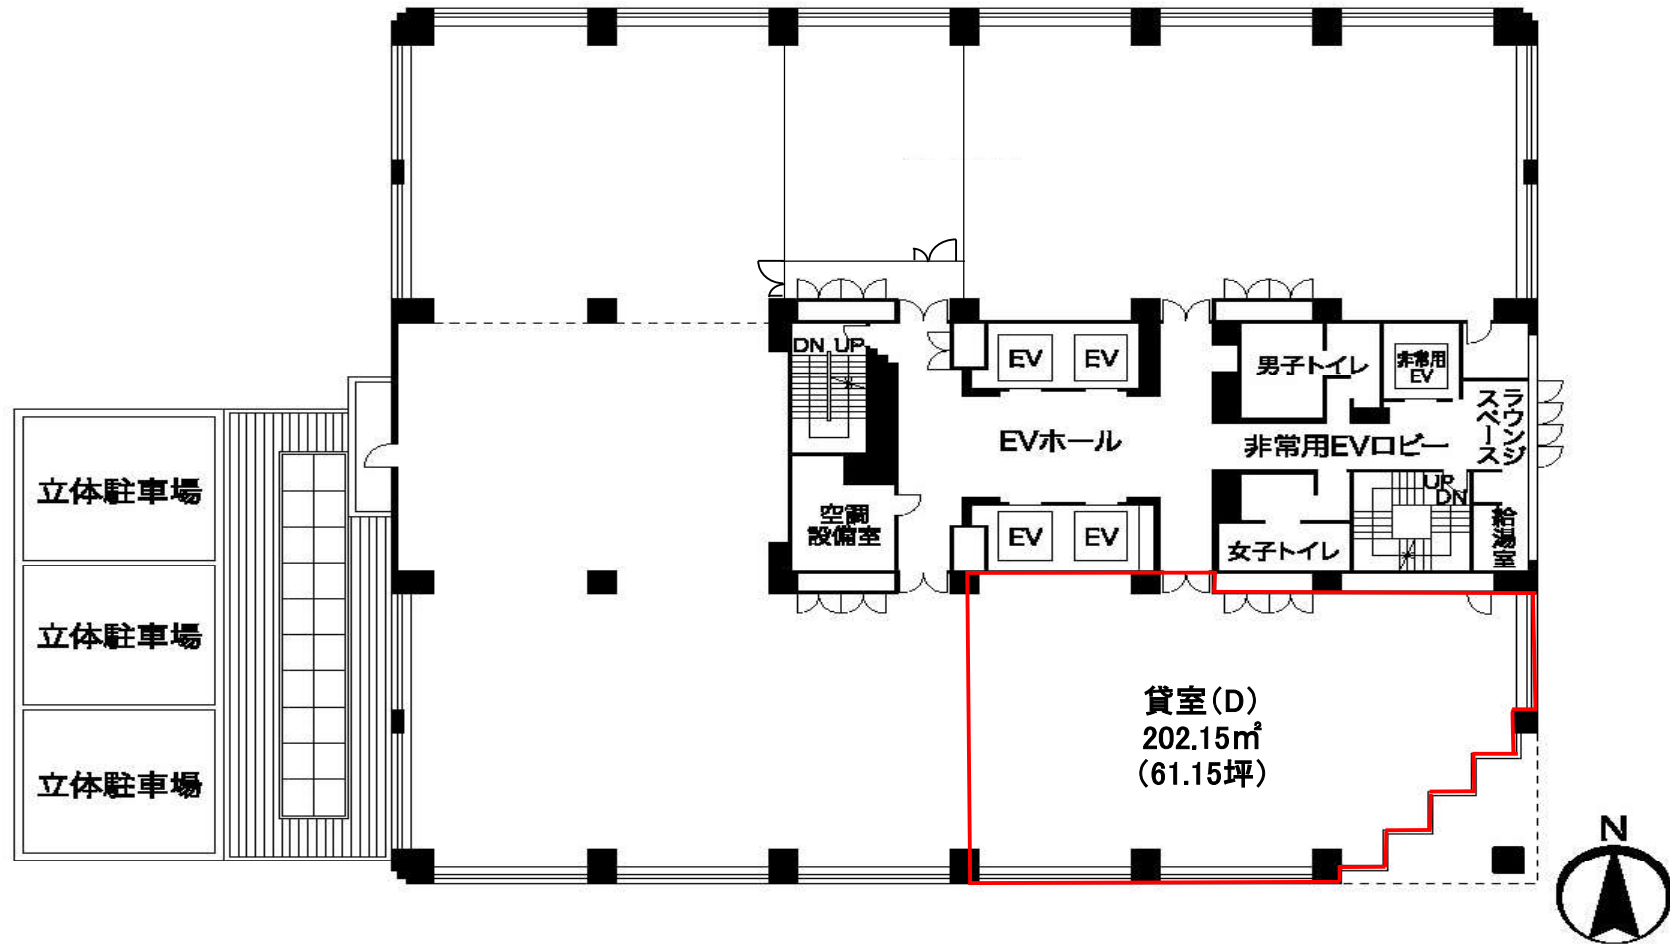 DN UP
EV
EV
男子トイレ
非常用
EV
ラウンジ
スペース
EVホール
非常用EVロビー
立体駐車場
UP
DN
空調
設備室
EV
EV
女子トイレ
給湯室
立体駐車場
貸室(D)
202.15㎡
(61.15坪)
立体駐車場
N